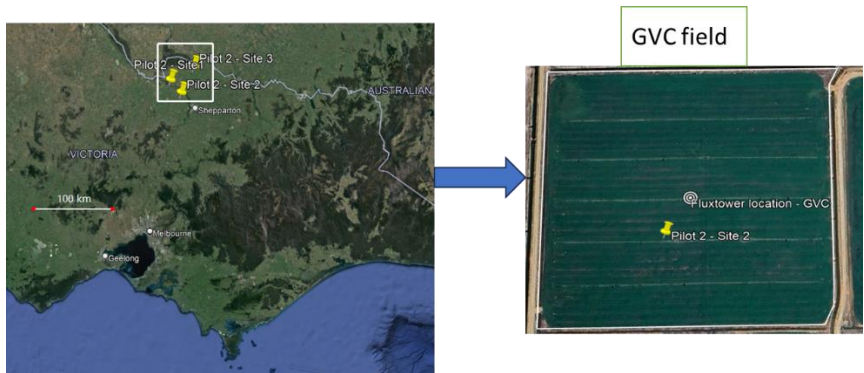 GVC field
Pilot 2 - Site 3
Pilot 2 - Site 1
Pilot 2 - Site 2
AUSTRALIAN
Shepparton
VICTORIA
100 km
Melbourne
Geelong
Fluxtower location - GVC
Pilot 2 - Site 2